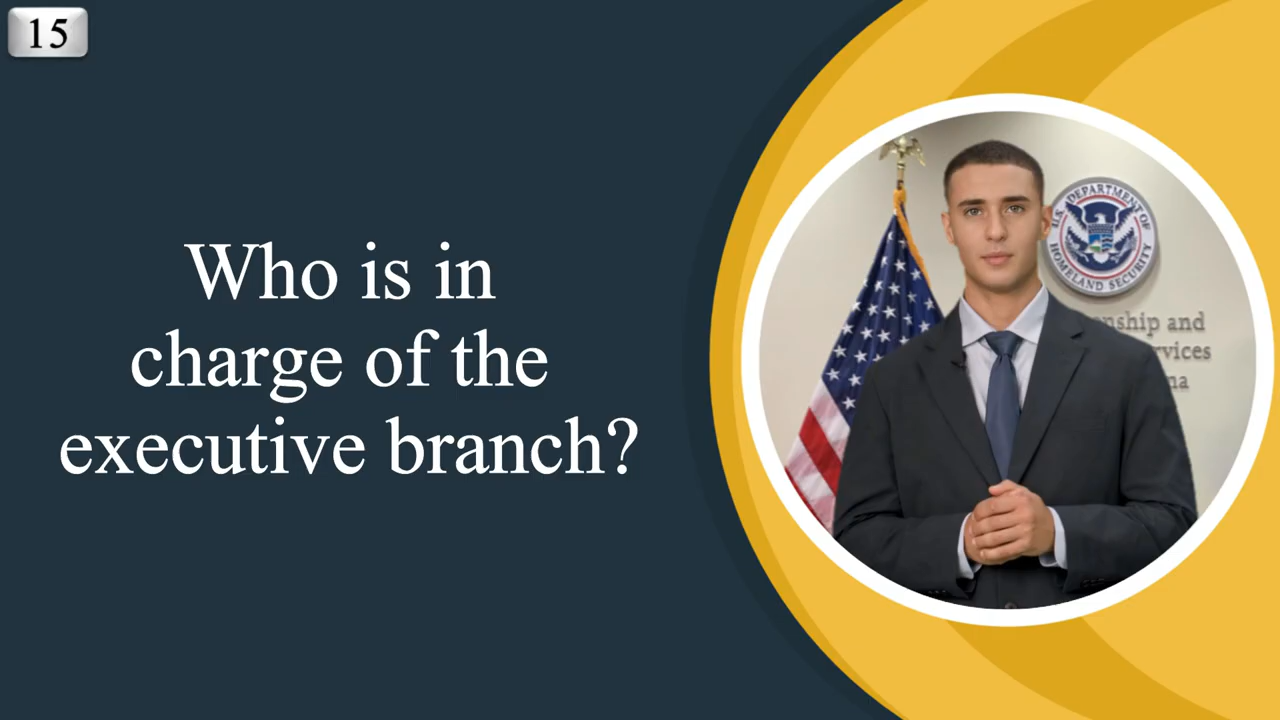 15
Who is in
charge of the
executive branch?
U.S. DEPARTMENT OF
HOMELAND SECURITY
nship and
rvices
na